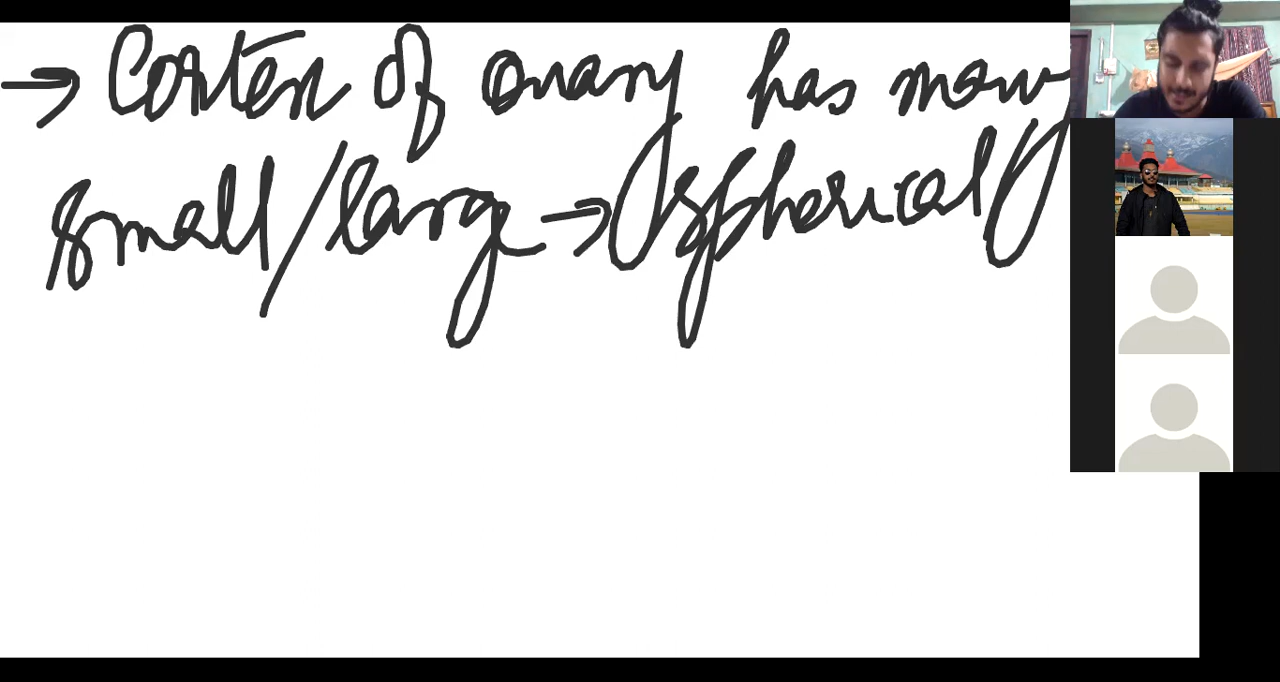 → Cortex of ovary has many
small/large → spherical